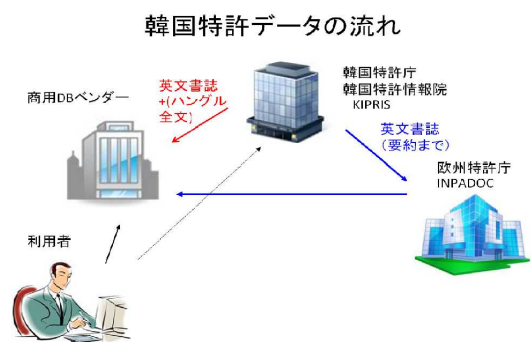 韓国特許データの流れ
商用DBベンダー
英文書誌
+(ハングル
全文)
韓国特許庁
韓国特許情報院
KIPRIS
英文書誌
(要約まで)
欧州特許庁
INPADOC
利用者